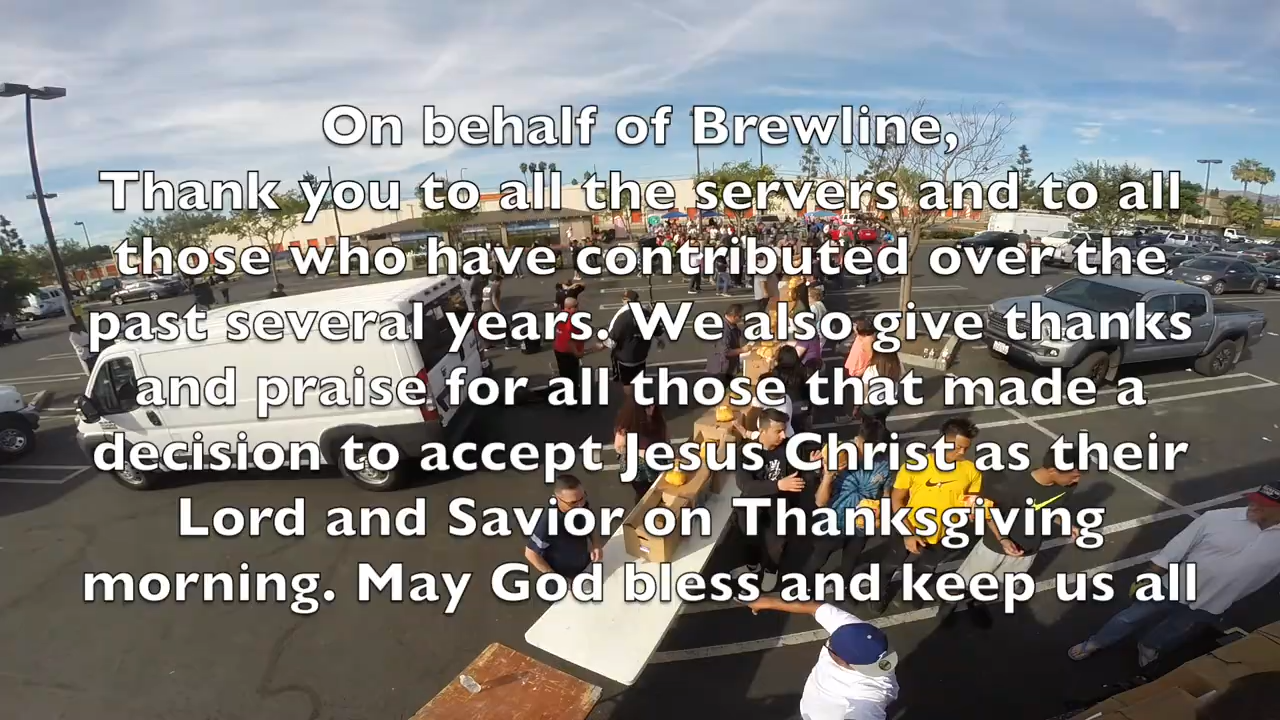 On behalf of Brewline,
Thank you to all the servers and to all
those who have contributed over the
past several years. We also give thanks
and praise for all those that made a
decision to accept Jesus Christ as their
Lord and Savior on Thanksgiving
morning. May God bless and keep us all